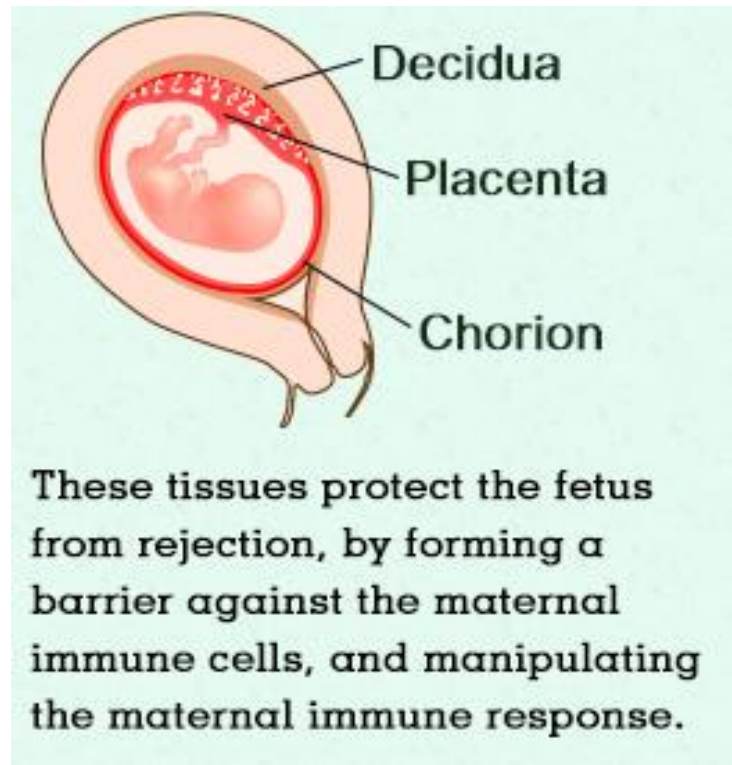 Decidua
Placenta
Chorion
These tissues protect the fetus
from rejection, by forming a
barrier against the maternal
immune cells, and manipulating
the maternal immune response.